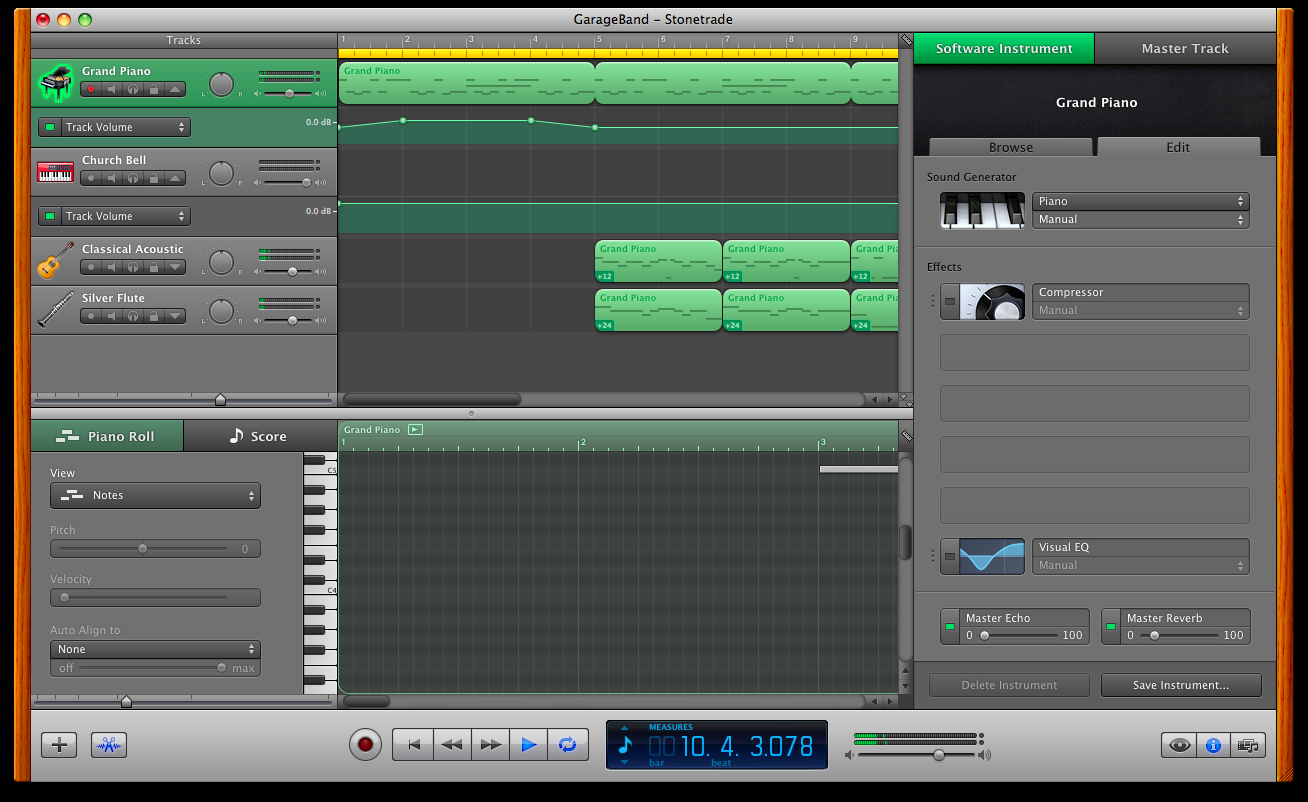 GarageBand – Stonetrade
Tracks
1 2 3 4 5 6 7 8 9
Grand Piano
L R
Track Volume
0.0 dB
Church Bell
L R
Track Volume
0.0 dB
Classical Acoustic
L R
Silver Flute
L R
Grand Piano
Grand Piano Grand Piano Grand Pi
+12 +12 +12
Grand Piano Grand Piano Grand Pi
+24 +24 +24
Software Instrument Master Track
Grand Piano
Browse Edit
Sound Generator
Piano
Manual
Effects
Compressor
Manual
Visual EQ
Manual
Master Echo
0 100
Master Reverb
0 100
Delete Instrument Save Instrument...
Piano Roll Score
View
Notes
Pitch
0
Velocity
Auto Align to
None
off max
Grand Piano
1 2 3
C5
C4
MEASURES
0010. 4. 3.078
bar beat